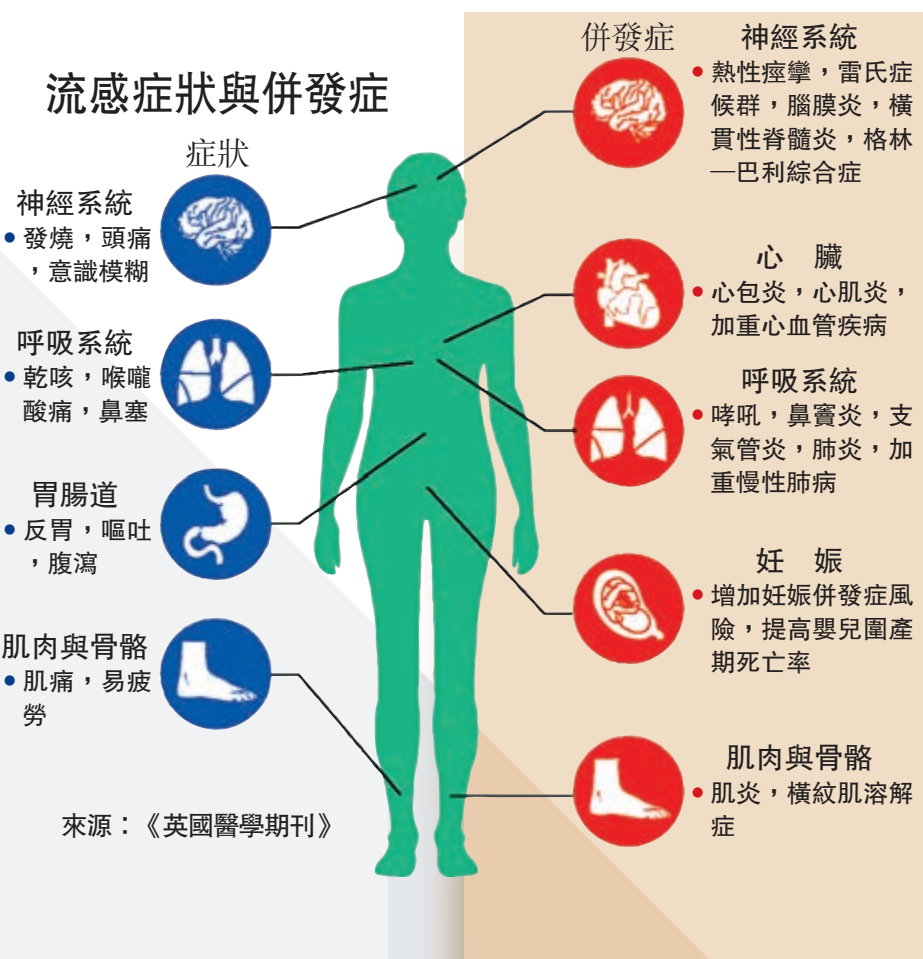 流感症狀與併發症
症狀
神經系統
•發燒，頭痛
，意識模糊
呼吸系統
•乾咳，喉嚨
酸痛，鼻塞
胃腸道
•反胃，嘔吐
，腹瀉
肌肉與骨骼
•肌痛，易疲
勞
來源：《英國醫學期刊》
併發症
神經系統
•熱性痙攣，雷氏症
候群，腦膜炎，橫
貫性脊髓炎，格林
—巴利綜合症
心　臟
•心包炎，心肌炎，
加重心血管疾病
呼吸系統
•哮吼，鼻竇炎，支
氣管炎，肺炎，加
重慢性肺病
妊　娠
•增加妊娠併發症風
險，提高嬰兒圍產
期死亡率
肌肉與骨骼
•肌炎，橫紋肌溶解
症